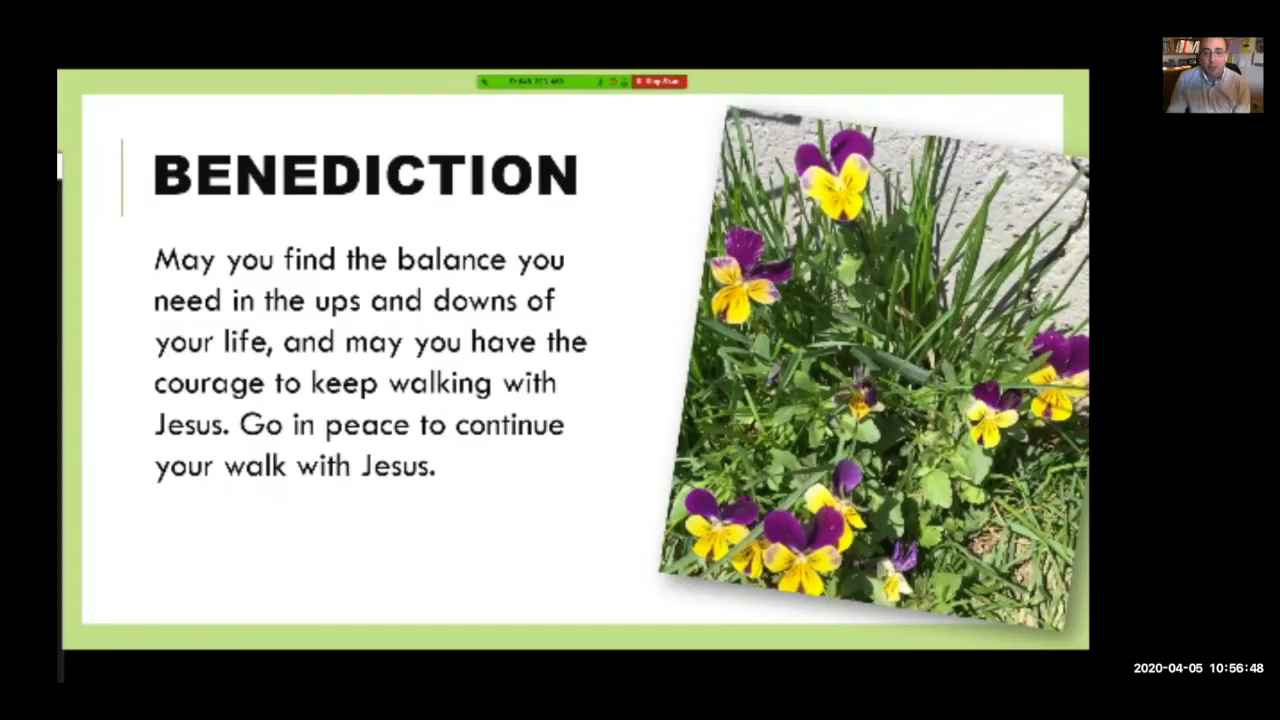 BENEDICTION
May you find the balance you
need in the ups and downs of
your life, and may you have the
courage to keep walking with
Jesus. Go in peace to continue
your walk with Jesus.
2020-04-05 10:56:48